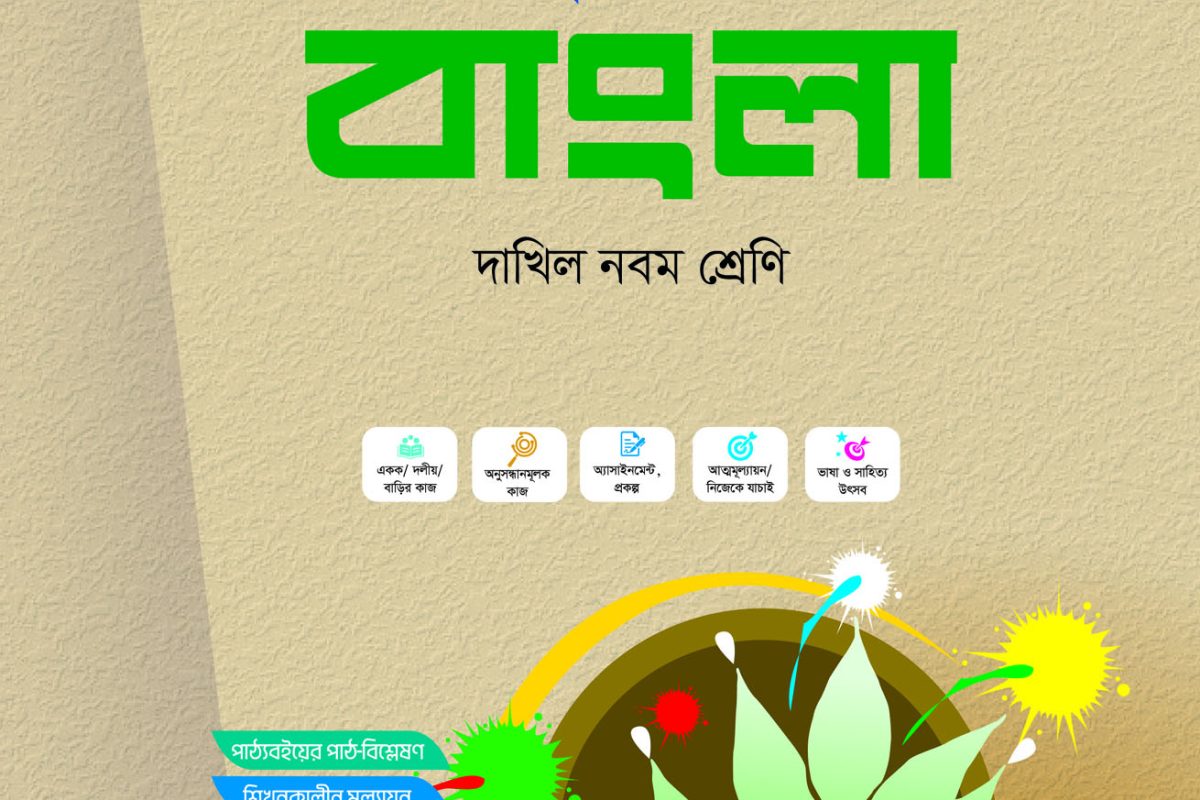 বাংলা
দাখিল নবম শ্রেণি
একক/ দলীয়/
বাড়ির কাজ
অনুসন্ধানমূলক
কাজ
অ্যাসাইনমেন্ট,
প্রকল্প
আত্মমূল্যায়ন/
নিজেকে যাচাই
ভাষা ও সাহিত্য
উৎসব
পাঠ্যবইয়ের পাঠ-বিশ্লেষণ
শিখনকালীন মূল্যায়ন